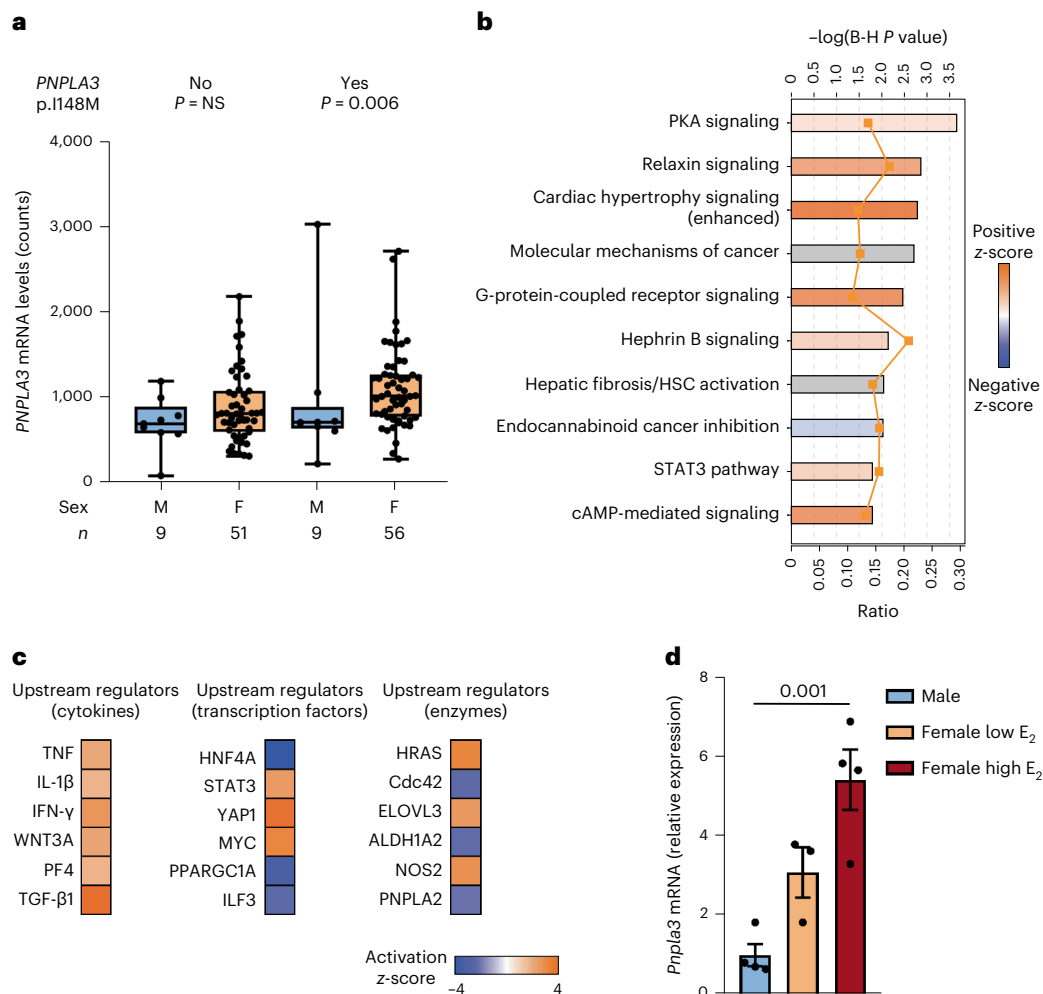 a
PNPLA3
p.I148M
No
P = NS
Yes
P = 0.006
PNPLA3 mRNA levels (counts)
4,000
3,000
2,000
1,000
0
Sex M F M F
n 9 51 9 56
b
–log(B-H P value)
0 0.5 1.0 1.5 2.0 2.5 3.0 3.5
PKA signaling
Relaxin signaling
Cardiac hypertrophy signaling
(enhanced)
Molecular mechanisms of cancer
G-protein-coupled receptor signaling
Hephrin B signaling
Hepatic fibrosis/HSC activation
Endocannabinoid cancer inhibition
STAT3 pathway
cAMP-mediated signaling
0 0.05 0.10 0.15 0.20 0.25 0.30
Ratio
Positive
z-score
Negative
z-score
c
Upstream regulators
(cytokines)
TNF
IL-1β
IFN-γ
WNT3A
PF4
TGF-β1
Upstream regulators
(transcription factors)
HNF4A
STAT3
YAP1
MYC
PPARGC1A
ILF3
Upstream regulators
(enzymes)
HRAS
Cdc42
ELOVL3
ALDH1A2
NOS2
PNPLA2
Activation
z-score
–4 4
d
Pnpla3 mRNA (relative expression)
8
6
4
2
0
0.001
Male
Female low E₂
Female high E₂